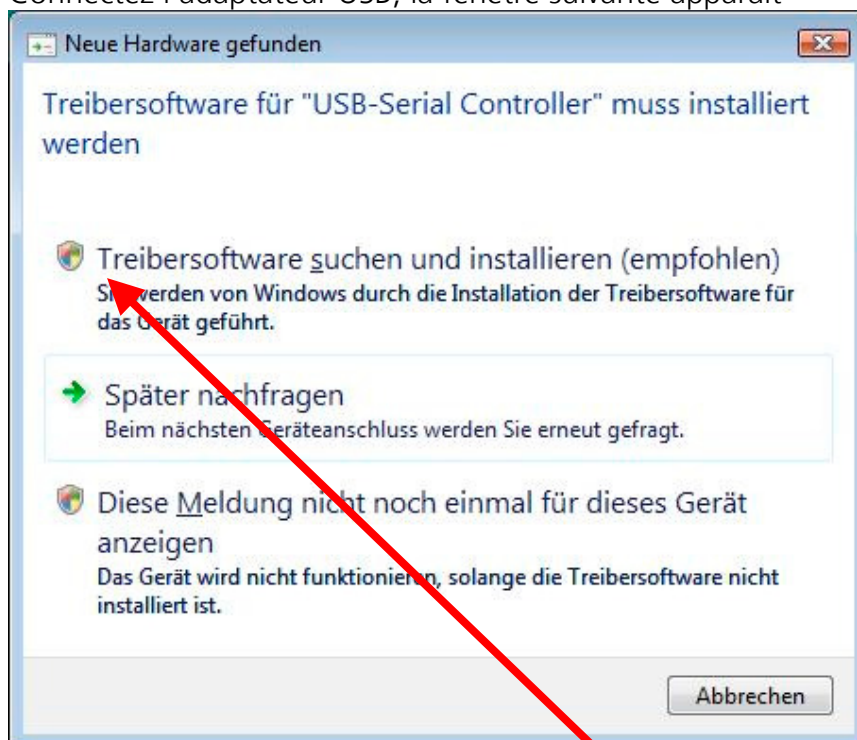 Connectez l'adaptateur USB, la fenêtre suivante apparaît
Neue Hardware gefunden
Treibersoftware für "USB-Serial Controller" muss installiert
werden
Treibersoftware suchen und installieren (empfohlen)
Sie werden von Windows durch die Installation der Treibersoftware für
das Gerät geführt.
Später nachfragen
Beim nächsten Geräteanschluss werden Sie erneut gefragt.
Diese Meldung nicht noch einmal für dieses Gerät
anzeigen
Das Gerät wird nicht funktionieren, solange die Treibersoftware nicht
installiert ist.
Abbrechen